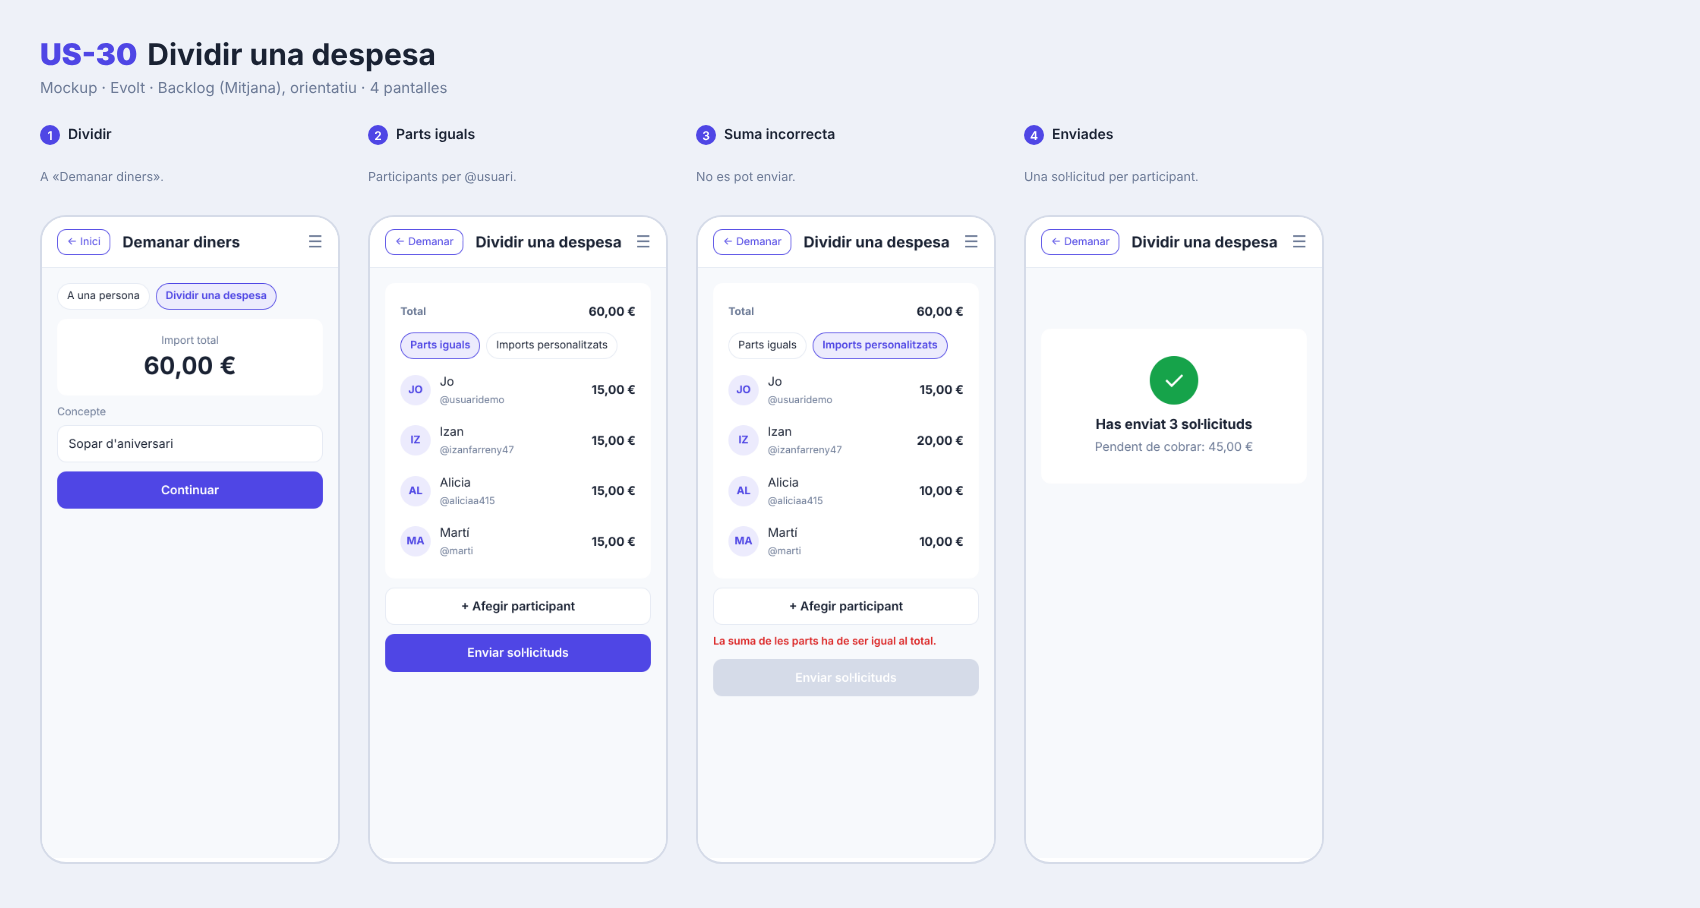 US-30 Dividir una despesa
Mockup · Evolt · Backlog (Mitjana), orientatiu · 4 pantalles
1 Dividir
A «Demanar diners».
← Inici Demanar diners ☰
A una persona Dividir una despesa
Import total
60,00 €
Concepte
Sopar d'aniversari
Continuar
2 Parts iguals
Participants per @usuari.
← Demanar Dividir una despesa ☰
Total 60,00 €
Parts iguals Imports personalitzats
JO Jo 15,00 €
@usuaridemo
IZ Izan 15,00 €
@izanfarreny47
AL Alicia 15,00 €
@aliciaa415
MA Martí 15,00 €
@marti
+ Afegir participant
Enviar sol·licituds
3 Suma incorrecta
No es pot enviar.
← Demanar Dividir una despesa ☰
Total 60,00 €
Parts iguals Imports personalitzats
JO Jo 15,00 €
@usuaridemo
IZ Izan 20,00 €
@izanfarreny47
AL Alicia 10,00 €
@aliciaa415
MA Martí 10,00 €
@marti
+ Afegir participant
La suma de les parts ha de ser igual al total.
Enviar sol·licituds
4 Enviades
Una sol·licitud per participant.
← Demanar Dividir una despesa ☰
Has enviat 3 sol·licituds
Pendent de cobrar: 45,00 €